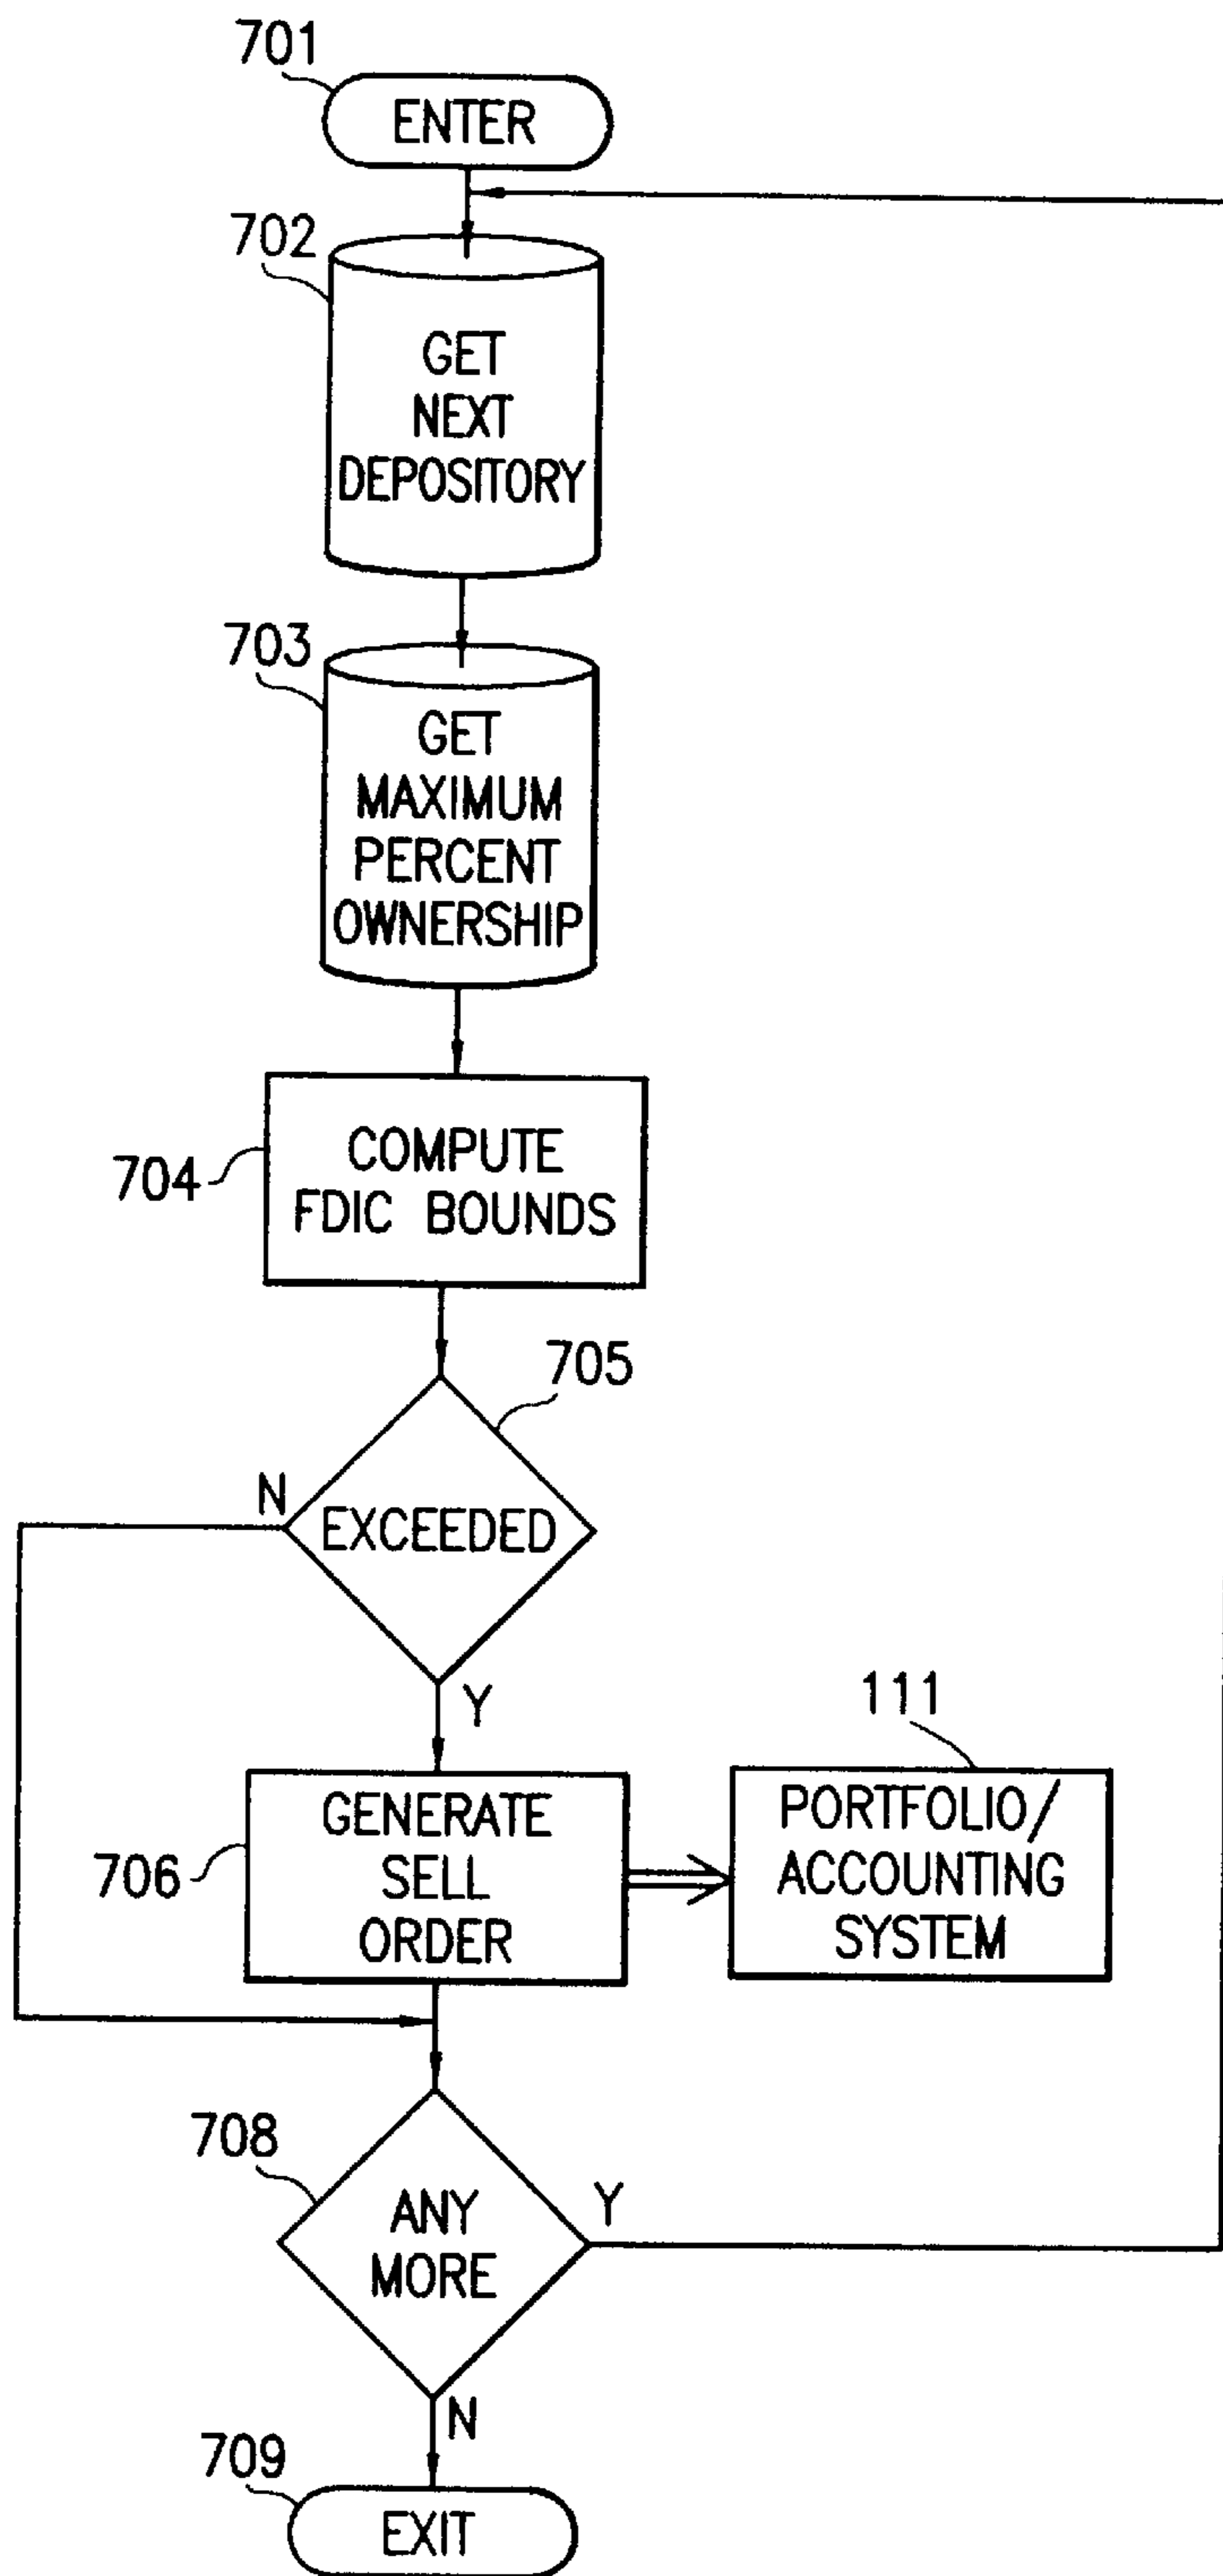 701
ENTER
702
GET
NEXT
DEPOSITORY
703
GET
MAXIMUM
PERCENT
OWNERSHIP
704
COMPUTE
FDIC BOUNDS
705
N
EXCEEDED
Y
111
706
GENERATE
SELL
ORDER
PORTFOLIO/
ACCOUNTING
SYSTEM
708
ANY
MORE
Y
N
709
EXIT